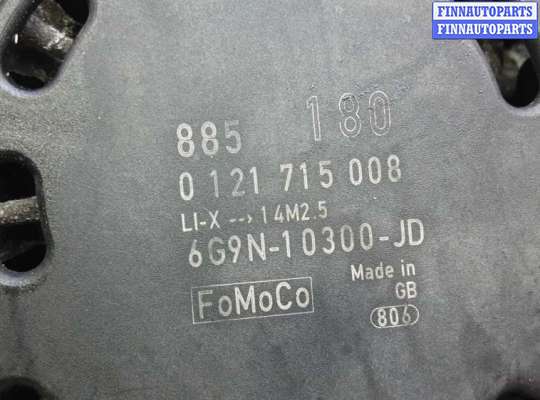 FINNAUTOPARTS
FINNAUTOPARTS
885 180
0 121 715 008
LI-X --> 14M2.5
6G9N-10300-JD
FoMoCo
Made in
GB
806